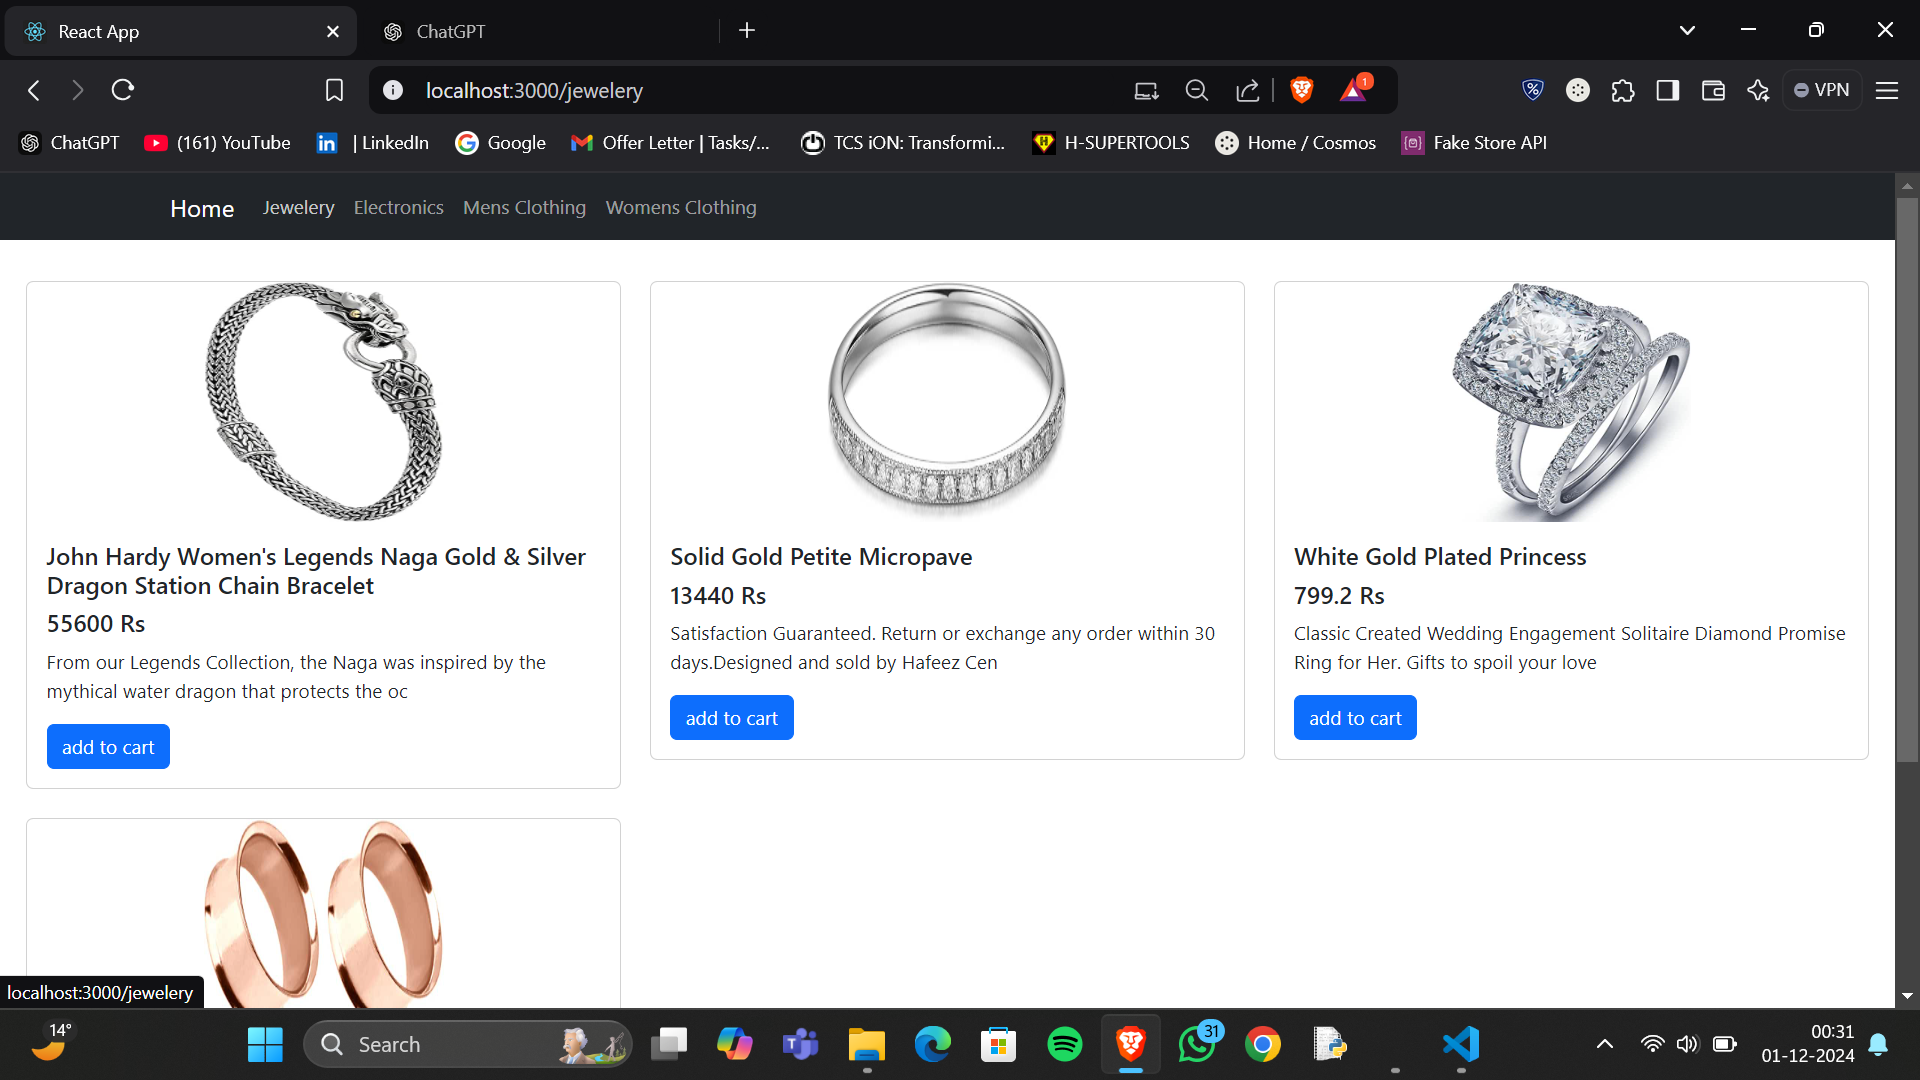 React App
ChatGPT
localhost:3000/jewelery
1
VPN
ChatGPT
(161) YouTube
| LinkedIn
Google
Offer Letter | Tasks/...
TCS iON: Transformi...
H-SUPERTOOLS
Home / Cosmos
Fake Store API
Home
Jewelery
Electronics
Mens Clothing
Womens Clothing
John Hardy Women's Legends Naga Gold & Silver
Dragon Station Chain Bracelet
55600 Rs
From our Legends Collection, the Naga was inspired by the
mythical water dragon that protects the oc
add to cart
Solid Gold Petite Micropave
13440 Rs
Satisfaction Guaranteed. Return or exchange any order within 30
days.Designed and sold by Hafeez Cen
add to cart
White Gold Plated Princess
799.2 Rs
Classic Created Wedding Engagement Solitaire Diamond Promise
Ring for Her. Gifts to spoil your love
add to cart
localhost:3000/jewelery
14°
Search
31
00:31
01-12-2024